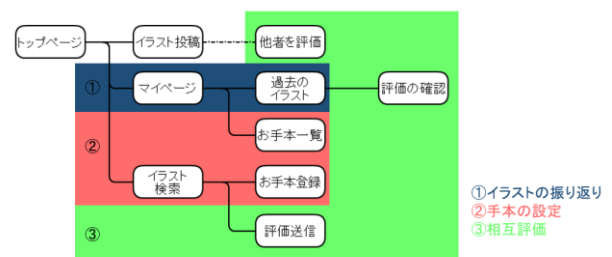 トップページ
イラスト投稿
他者を評価
①
マイページ
過去の
イラスト
評価の確認
お手本一覧
②
イラスト
検索
お手本登録
③
評価送信
①イラストの振り返り
②手本の設定
③相互評価